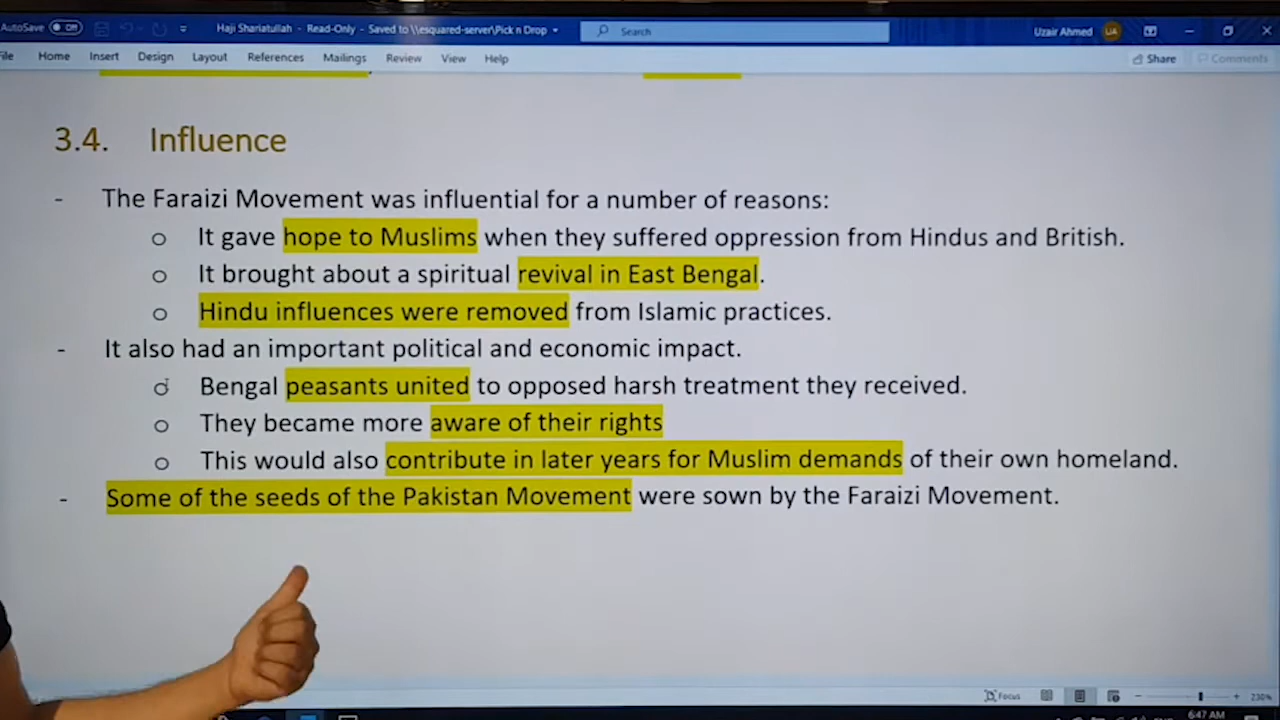 AutoSave Off
Haji Shariatullah - Read-Only - Saved to \\esquared-server\Pick n Drop
Search
Uzair Ahmed UA
File Home Insert Design Layout References Mailings Review View Help
Share Comments
3.4. Influence
- The Faraizi Movement was influential for a number of reasons:
o It gave hope to Muslims when they suffered oppression from Hindus and British.
o It brought about a spiritual revival in East Bengal.
o Hindu influences were removed from Islamic practices.
- It also had an important political and economic impact.
o Bengal peasants united to opposed harsh treatment they received.
o They became more aware of their rights
o This would also contribute in later years for Muslim demands of their own homeland.
- Some of the seeds of the Pakistan Movement were sown by the Faraizi Movement.
Focus
230%
6:47 AM